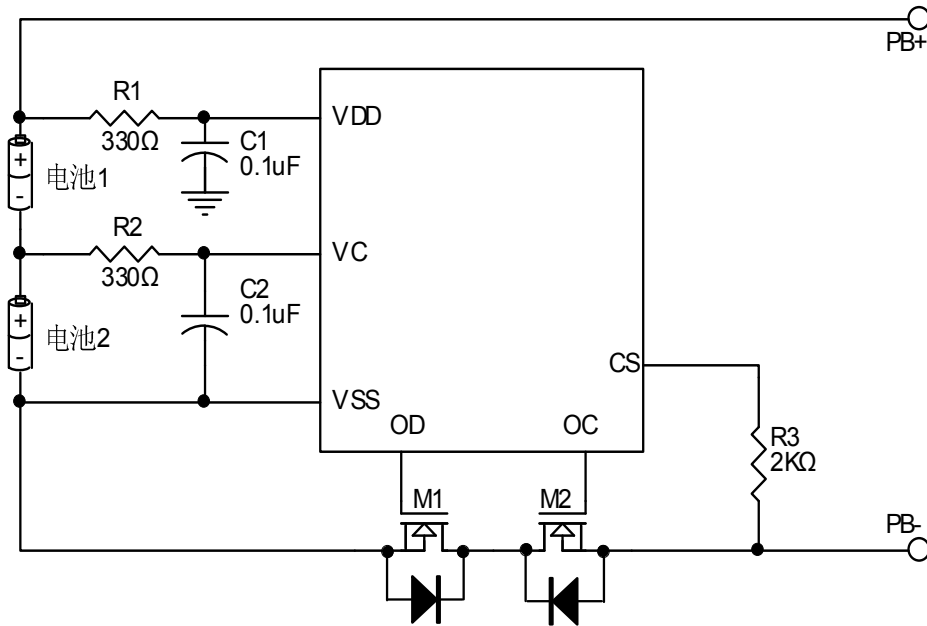 PB+
R1
330Ω
VDD
C1
0.1uF
+
-
电池1
R2
330Ω
VC
C2
0.1uF
+
-
电池2
CS
VSS
OD
OC
R3
2KΩ
M1
M2
PB-